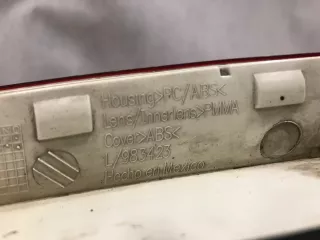 Housing>PC/ABS<
Lens/Innerlens>PMMA
Cover>ABS<
L/983423
Hecho en Mexico